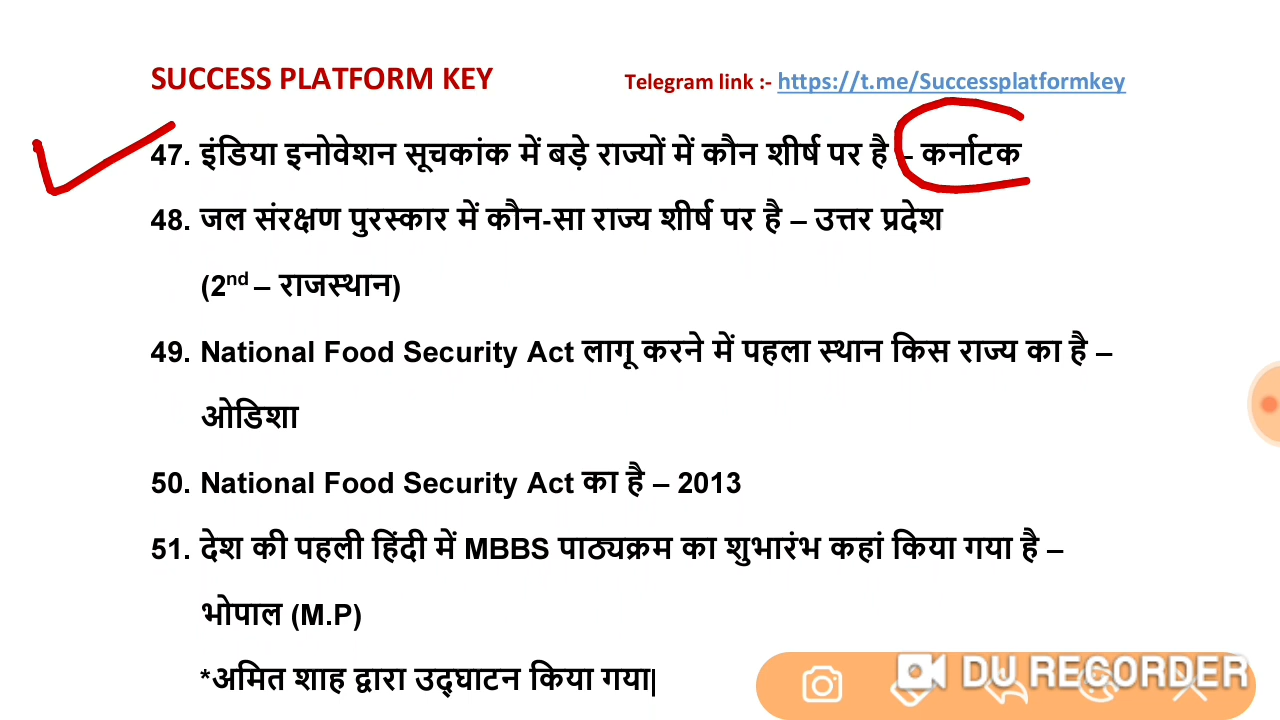 SUCCESS PLATFORM KEY Telegram link :- https://t.me/Successplatformkey
47. इंडिया इनोवेशन सूचकांक में बड़े राज्यों में कौन शीर्ष पर है – कर्नाटक
48. जल संरक्षण पुरस्कार में कौन-सा राज्य शीर्ष पर है – उत्तर प्रदेश
(2nd – राजस्थान)
49. National Food Security Act लागू करने में पहला स्थान किस राज्य का है –
ओडिशा
50. National Food Security Act का है – 2013
51. देश की पहली हिंदी में MBBS पाठ्यक्रम का शुभारंभ कहां किया गया है –
भोपाल (M.P)
*अमित शाह द्वारा उद्घाटन किया गया|
DU RECORDER